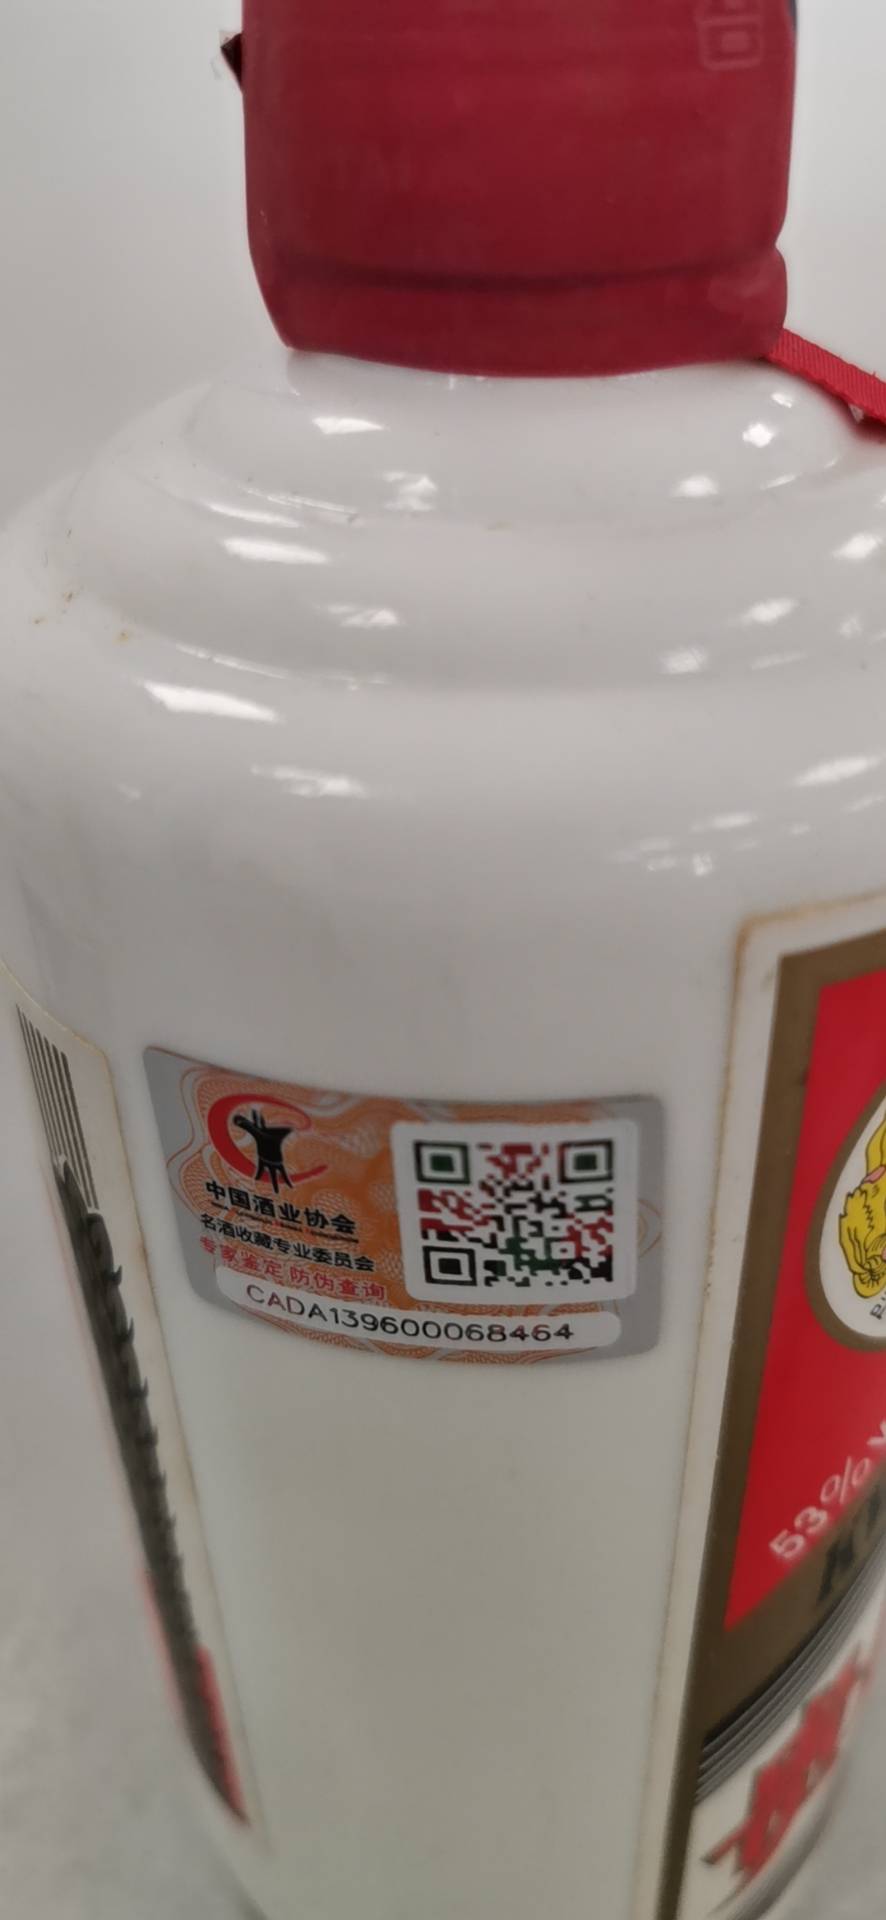 中国酒业协会
名酒收藏专业委员会
专家鉴定 防伪查询
CADA139600068464
53%